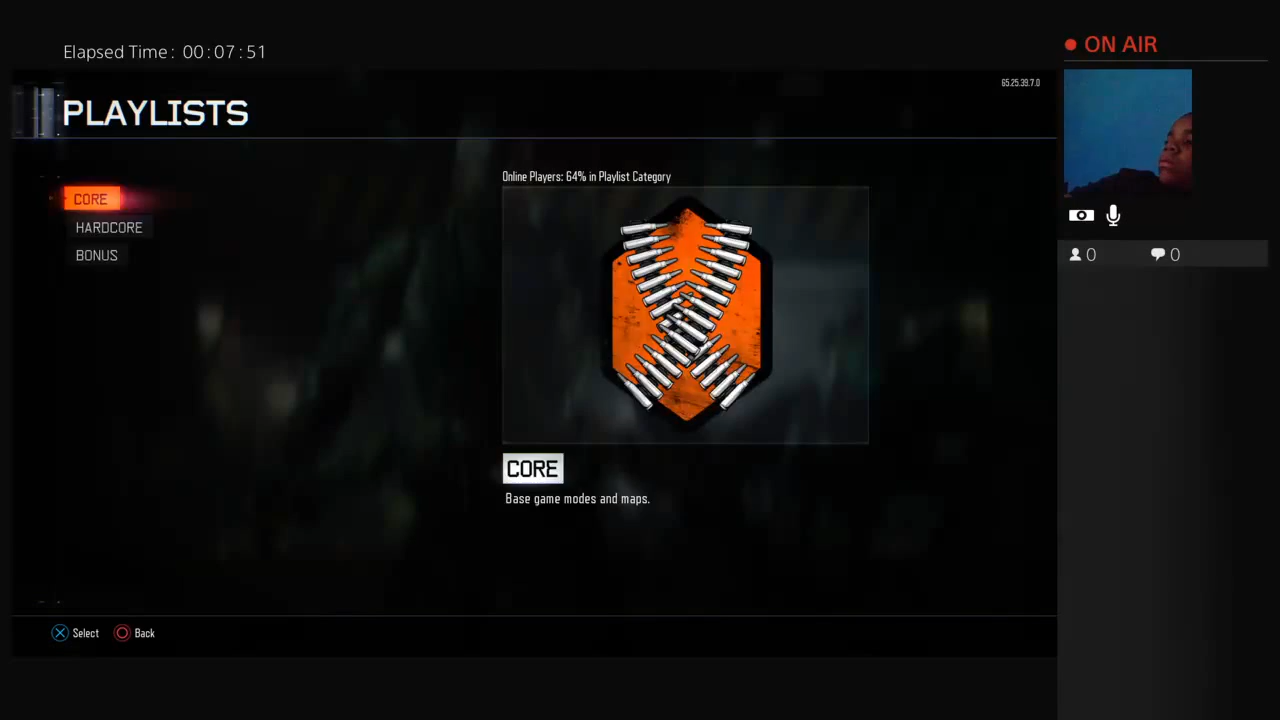 Elapsed Time: 00:07:51
ON AIR
65.25.39.7.0
PLAYLISTS
CORE
HARDCORE
BONUS
Online Players: 64% in Playlist Category
0
0
CORE
Base game modes and maps.
Select
Back